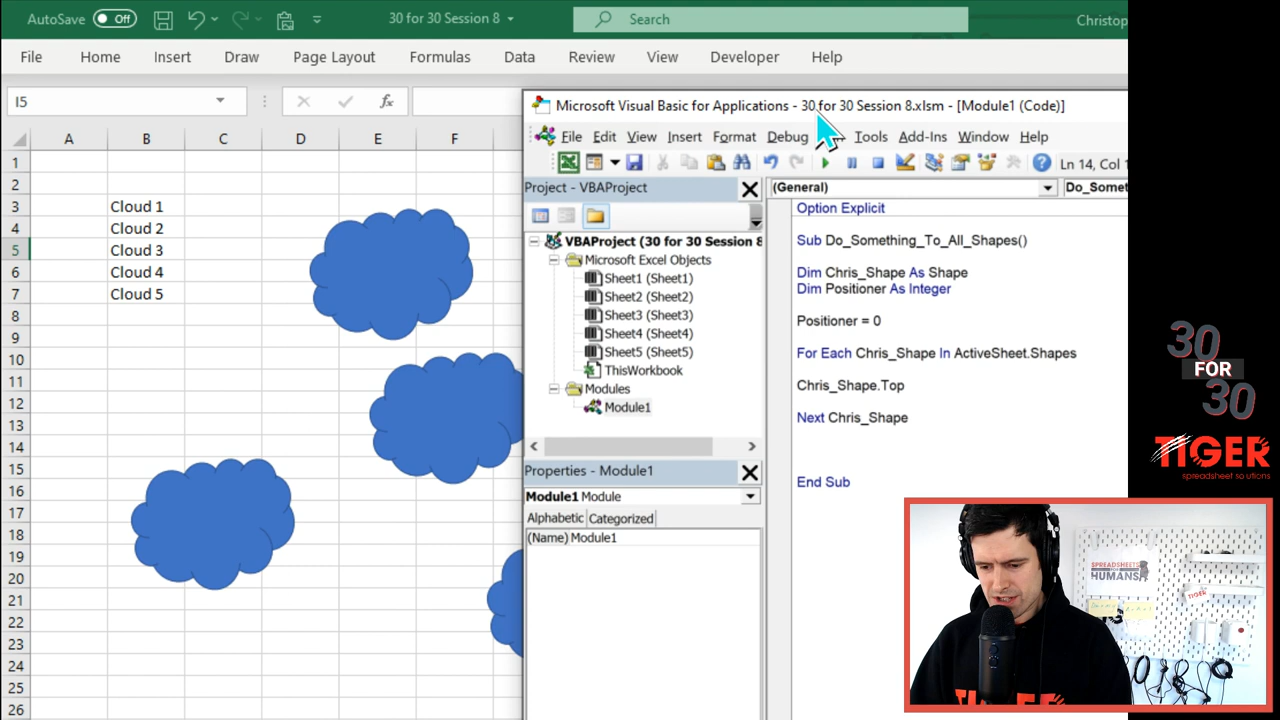 AutoSave Off 30 for 30 Session 8 Search Christop
File Home Insert Draw Page Layout Formulas Data Review View Developer Help
I5 fx
A B C D E F
1
2
3 Cloud 1
4 Cloud 2
5 Cloud 3
6 Cloud 4
7 Cloud 5
8
9
10
11
12
13
14
15
16
17
18
19
20
21
22
23
24
25
26
Microsoft Visual Basic for Applications - 30 for 30 Session 8.xlsm - [Module1 (Code)]
File Edit View Insert Format Debug Tools Add-Ins Window Help
Ln 14, Col 1
Project - VBAProject
VBAProject (30 for 30 Session 8
Microsoft Excel Objects
Sheet1 (Sheet1)
Sheet2 (Sheet2)
Sheet3 (Sheet3)
Sheet4 (Sheet4)
Sheet5 (Sheet5)
ThisWorkbook
Modules
Module1
Properties - Module1
Module1 Module
Alphabetic Categorized
(Name) Module1
(General) Do_Somet
Option Explicit
Sub Do_Something_To_All_Shapes()
Dim Chris_Shape As Shape
Dim Positioner As Integer
Positioner = 0
For Each Chris_Shape In ActiveSheet.Shapes
Chris_Shape.Top
Next Chris_Shape
End Sub
30
FOR
30
TIGER
spreadsheet solutions
SPREADSHEETS
HUMANS
TIGER
TIGER